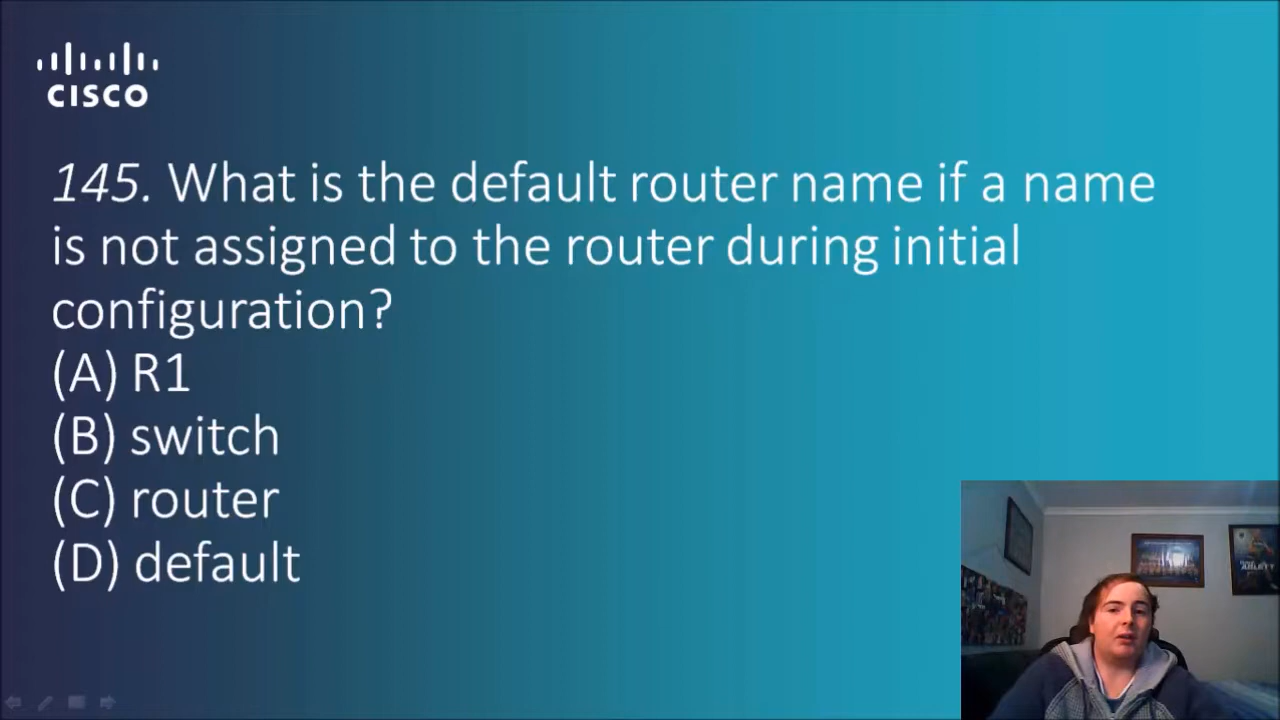 CISCO
145. What is the default router name if a name
is not assigned to the router during initial
configuration?
(A) R1
(B) switch
(C) router
(D) default